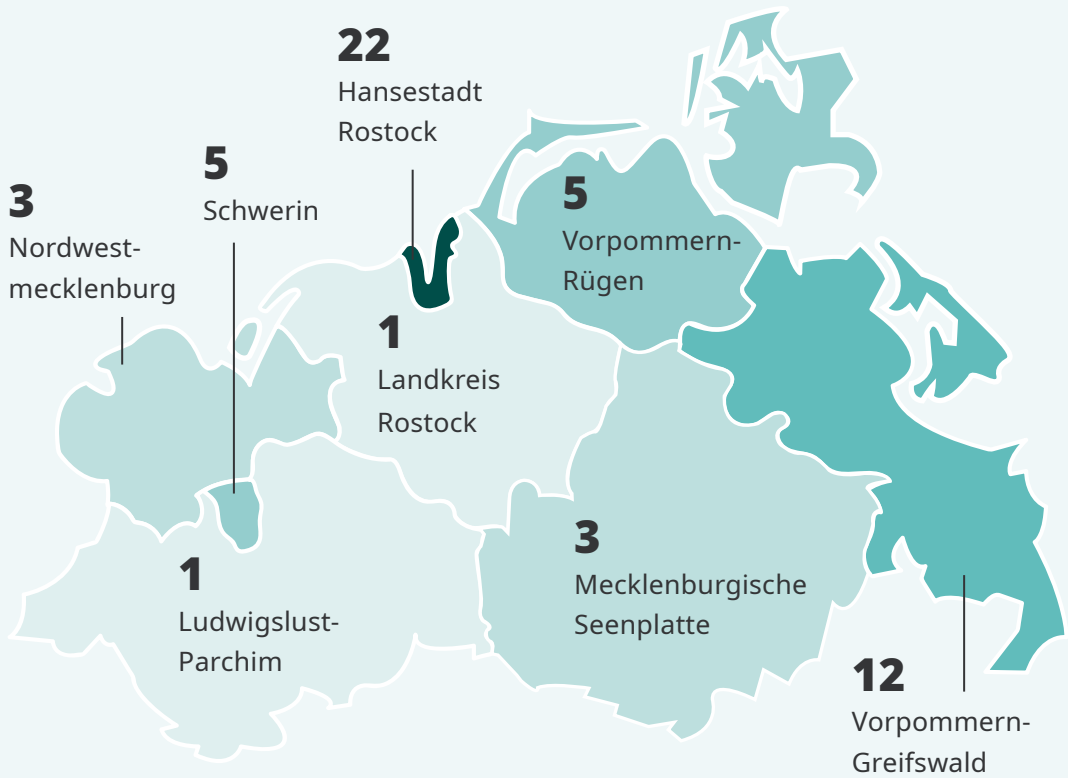 22
Hansestadt
Rostock
5
Schwerin
3
Nordwest-
mecklenburg
5
Vorpommern-
Rügen
1
Landkreis
Rostock
3
Mecklenburgische
Seenplatte
1
Ludwigslust-
Parchim
12
Vorpommern-
Greifswald